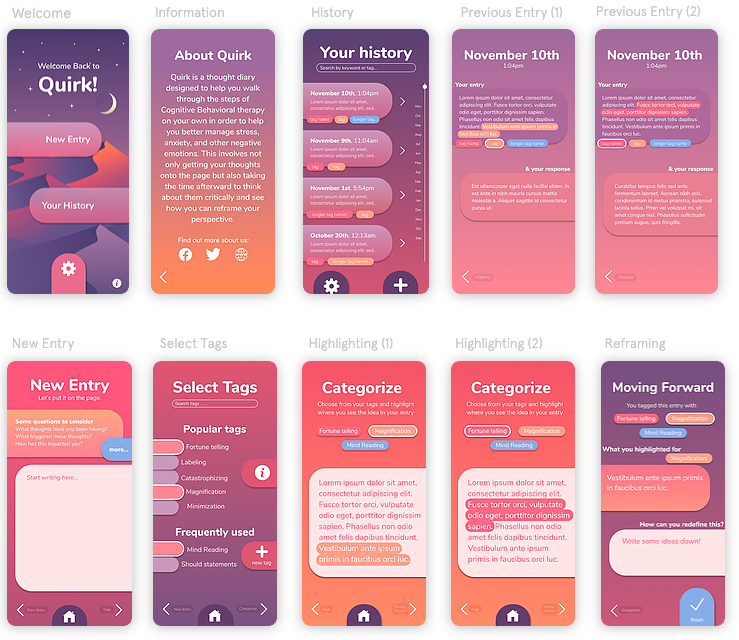 Welcome
Information
History
Previous Entry (1)
Previous Entry (2)
Welcome Back to
Quirk!
New Entry
Your History
About Quirk
Quirk is a thought diary
designed to help you walk
through the steps of
Cognitive Behavioral therapy
on your own in order to help
you better manage stress,
anxiety, and other negative
emotions. This involves not
only getting your thoughts
onto the page but also taking
the time afterward to think
about them critically and see
how you can reframe your
perspective.
Find out more about us:
Your history
Search by keyword or tag...
November 10th, 1:04pm
Lorem ipsum dolor sit amet,
consectetur adipiscing elit.
tag name
tag
longer tag...
November 9th, 11:04am
Lorem ipsum dolor sit amet,
consectetur adipiscing elit, sed...
tag
tag name
November 1st, 5:54pm
Lorem ipsum dolor sit amet,
consectetur adipiscing elit, sed...
longer tag name!
tag
October 30th, 12:13am
Lorem ipsum dolor sit amet,
consectetur adipiscing elit, sed...
tag
longer tag name!
November 10th
1:04pm
Your entry
Lorem ipsum dolor sit amet,
consectetur adipiscing elit.
Fusce tortor orci, vulputate
odio eget, porttitor dignissim
sapien. Phasellus non odio
amet felis dapibus tincidunt.
Vestibulum ante ipsum primis in
faucibus orci luc.
tag name
tag
longer tag name
& your response
Est ullamcorper eget nulla facilisi etiam. In
est ante in nibh mauris cursus mattis
molestie a. Aliquet sagittis id consectetur
purus ut.
History
November 10th
1:04pm
Your entry
Lorem ipsum dolor sit amet,
consectetur adipiscing elit.
Fusce tortor orci, vulputate
odio eget, porttitor dignissim
Phasellus non odio sit amet felis dapibus
tincidunt. Vestibulum ante ipsum primis in
faucibus orci luc.
tag name
tag
longer tag name
& your response
Curabitur tempus felis sed ante
fermentum laoreet. Aenean nibh orci,
condimentum id metus pharetra, euismod
lacinia tellus. Proin vel volutpat mi, sit
amet congue nisl. Phasellus sollicitudin
pretium augue, quis fringilla.
History
New Entry
Select Tags
Highlighting (1)
Highlighting (2)
Reframing
New Entry
Let's put it on the page.
Some questions to consider
What thoughts have you been having?
What triggered these thoughts?
How has this impacted you?
more...
Start writing here...
Prev. Entry
Tags
Select Tags
Search tags . . .
Popular tags
Fortune telling
Labeling
Catastrophizing
Magnification
Minimization
Frequently used
Mind Reading
Should statements
new tag
New Entry
Categorize
Categorize
Choose from your tags and highlight
where you see the idea in your entry
Fortune telling
Magnification
Mind Reading
Lorem ipsum dolor sit amet,
consectetur adipiscing elit.
Fusce tortor orci, vulputate
odio eget, porttitor dignissim
sapien. Phasellus non odio
amet felis dapibus tincidunt.
Vestibulum ante ipsum
primis in faucibus orci luc.
Tags
Categorize
Choose from your tags and highlight
where you see the idea in your entry
Fortune telling
Magnification
Mind Reading
Lorem ipsum dolor sit amet,
consectetur adipiscing elit.
Fusce tortor orci, vulputate
odio eget, porttitor dignissim
sapien. Phasellus non odio
amet felis dapibus tincidunt.
Vestibulum ante ipsum
primis in faucibus orci luc.
Tags
Moving Forward
You tagged this entry with
Fortune telling
Magnification
Mind Reading
What you highlighted for
Magnification
Vestibulum ante ipsum primis
in faucibus orci luc.
How can you redefine this?
Write some ideas down!
Categorize
finish